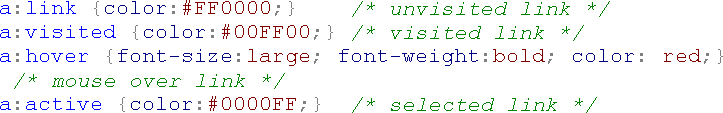 a:link {color:#FF0000;}     /* unvisited link */
a:visited {color:#00FF00;} /* visited link */
a:hover {font-size:large; font-weight:bold; color: red;}
 /* mouse over link */
a:active {color:#0000FF;}  /* selected link */